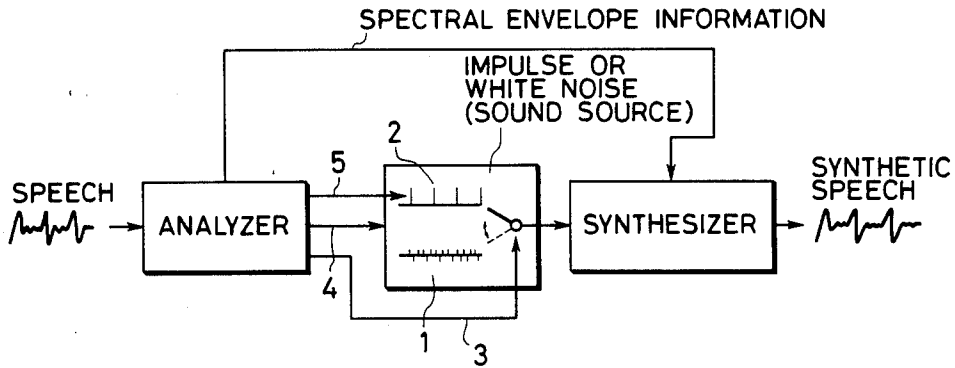 SPECTRAL ENVELOPE INFORMATION
IMPULSE OR
WHITE NOISE
(SOUND SOURCE)
2
5
SPEECH
ANALYZER
4
1
3
SYNTHESIZER
SYNTHETIC
SPEECH